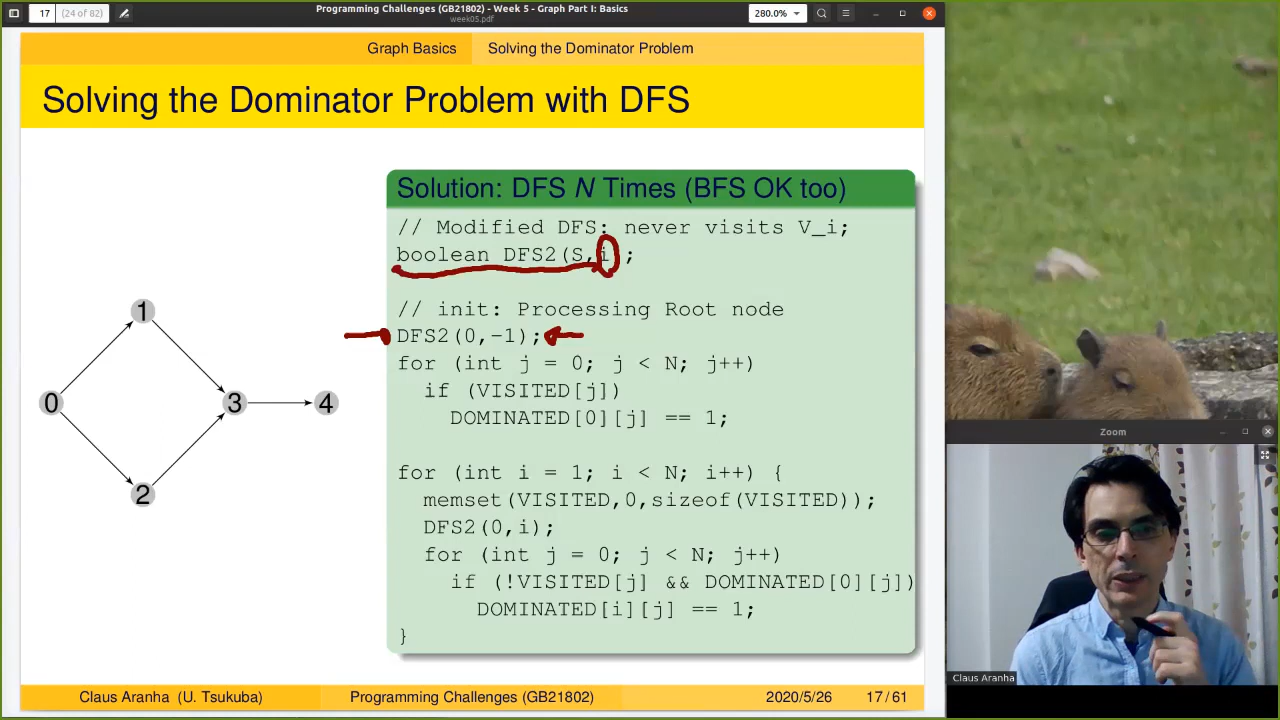 17 (24 of 82) Programming Challenges (GB21802) - Week 5 - Graph Part I: Basics 280.0%
week05.pdf
Graph Basics Solving the Dominator Problem
Solving the Dominator Problem with DFS
0
1
2
3
4
Solution: DFS N Times (BFS OK too)
// Modified DFS: never visits V_i;
boolean DFS2(S,i ;
// init: Processing Root node
DFS2(0,-1);
for (int j = 0; j < N; j++)
if (VISITED[j])
DOMINATED[0][j] == 1;
for (int i = 1; i < N; i++) {
memset(VISITED,0,sizeof(VISITED));
DFS2(0,i);
for (int j = 0; j < N; j++)
if (!VISITED[j] && DOMINATED[0][j])
DOMINATED[i][j] == 1;
}
Claus Aranha (U. Tsukuba) Programming Challenges (GB21802) 2020/5/26 17/61
Zoom
Claus Aranha